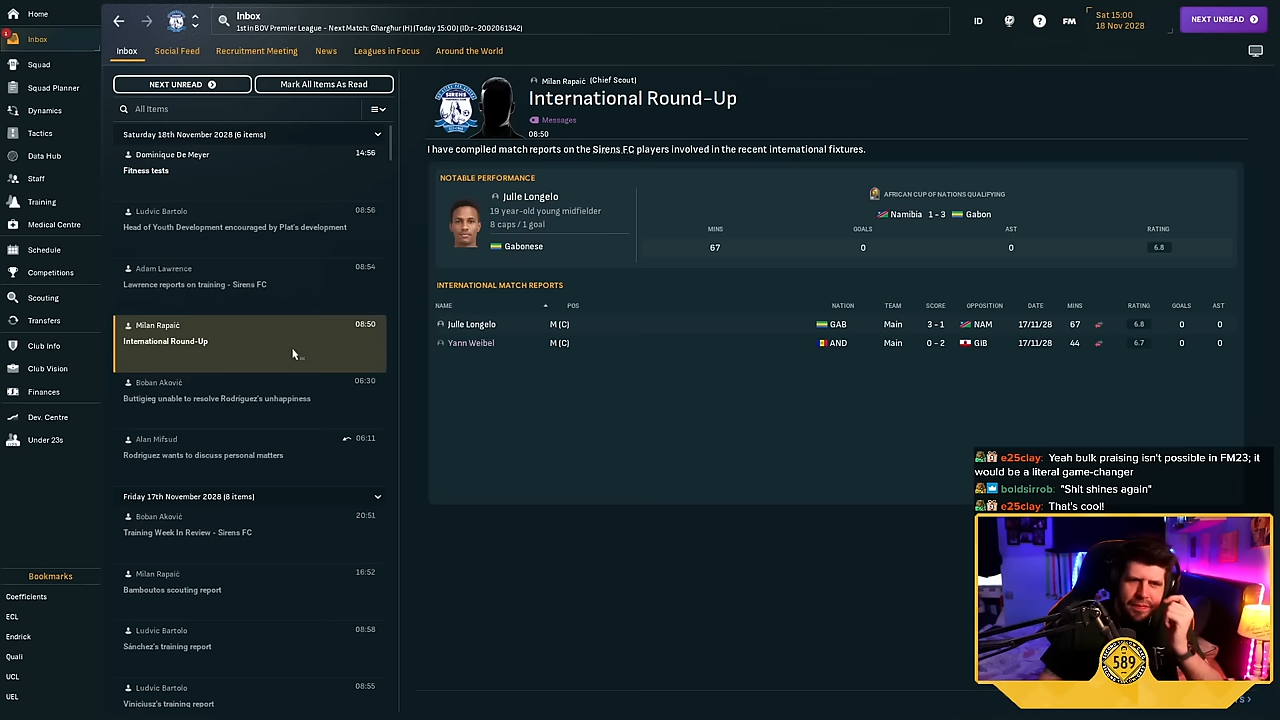 Home
Inbox
1
Squad
Squad Planner
Dynamics
Tactics
Data Hub
Staff
Training
Medical Centre
Schedule
Competitions
Scouting
Transfers
Club Info
Club Vision
Finances
Dev. Centre
Under 23s
Bookmarks
Coefficients
ECL
Endrick
Quali
UCL
UEL
Inbox
1st in BOV Premier League - Next Match: Gharghur (H) (Today 15:00) (ID:r-2002061342)
ID
FM
Sat 15:00
18 Nov 2028
NEXT UNREAD
Inbox Social Feed Recruitment Meeting News Leagues in Focus Around the World
NEXT UNREAD Mark All Items As Read
All Items
Saturday 18th November 2028 (6 items)
Dominique De Meyer 14:56
Fitness tests
Ludvic Bartolo 08:56
Head of Youth Development encouraged by Plat's development
Adam Lawrence 08:54
Lawrence reports on training - Sirens FC
Milan Rapaić 08:50
International Round-Up
Boban Aković 06:30
Buttigieg unable to resolve Rodríguez's unhappiness
Alan Mifsud 06:11
Rodríguez wants to discuss personal matters
Friday 17th November 2028 (8 items)
Boban Aković 20:51
Training Week In Review - Sirens FC
Milan Rapaić 16:52
Bamboutos scouting report
Ludvic Bartolo 08:58
Sánchez's training report
Ludvic Bartolo 08:55
Viniciusz's training report
SIRENS
Milan Rapaić (Chief Scout)
International Round-Up
Messages
08:50
I have compiled match reports on the Sirens FC players involved in the recent international fixtures.
NOTABLE PERFORMANCE
Julle Longelo
19 year-old young midfielder
8 caps / 1 goal
Gabonese
AFRICAN CUP OF NATIONS QUALIFYING
Namibia 1 - 3 Gabon
MINS GOALS AST RATING
67 0 0 6.8
INTERNATIONAL MATCH REPORTS
NAME POS NATION TEAM SCORE OPPOSITION DATE MINS RATING GOALS AST
Julle Longelo M (C) GAB Main 3 - 1 NAM 17/11/28 67 6.8 0 0
Yann Weibel M (C) AND Main 0 - 2 GIB 17/11/28 44 6.7 0 0
e25clay: Yeah bulk praising isn't possible in FM23; it
would be a literal game-changer
boldsirrob: "Shit shines again"
e25clay: That's cool!
589